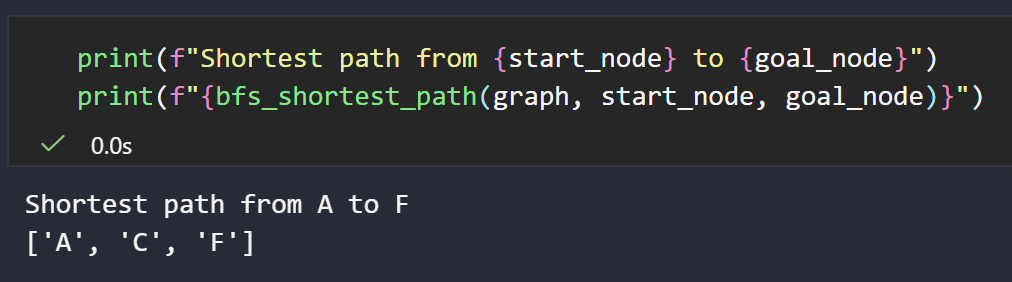 print(f"Shortest path from {start_node} to {goal_node}")
print(f"{bfs_shortest_path(graph, start_node, goal_node)}")
0.0s
Shortest path from A to F
['A', 'C', 'F']